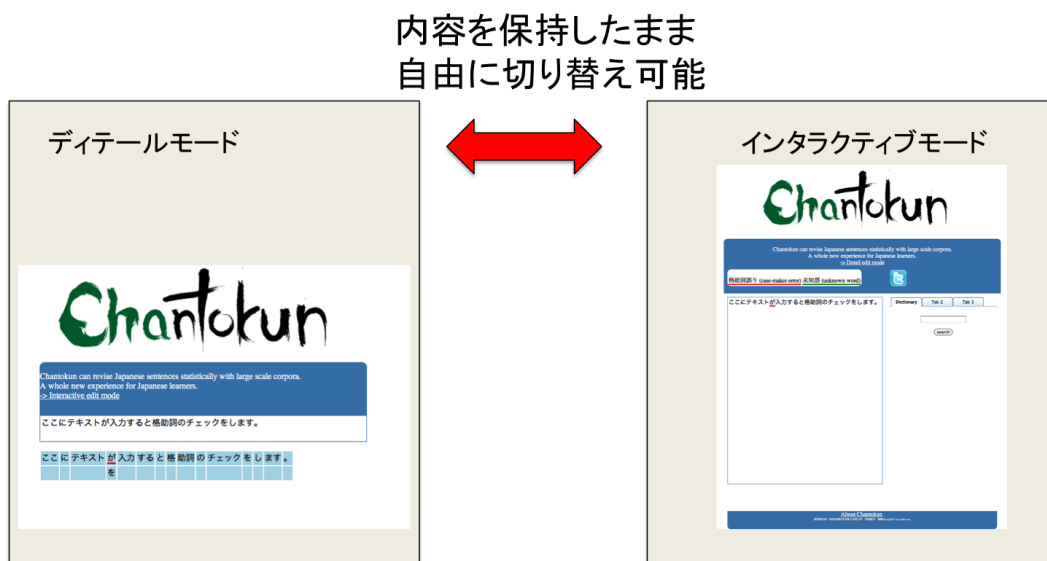 内容を保持したまま
自由に切り替え可能
ディテールモード
Chantokun
Chantokun can revise Japanese sentences statistically with large scale corpora.
A whole new experience for Japanese learners.
-> Interactive edit mode
ここにテキストが入力すると格助詞のチェックをします。
ここ に テキスト が 入力 する と 格 助詞 の チェック を し ます 。
を
インタラクティブモード
Chantokun
Chantokun can revise Japanese sentences statistically with large scale corpora.
A whole new experience for Japanese learners.
-> Detail edit mode
格助詞誤り (case-maker error) 未知語 (unknown word)
ここにテキストが入力すると格助詞のチェックをします。
Dictionary Tab 2 Tab 3
search
About Chantokun